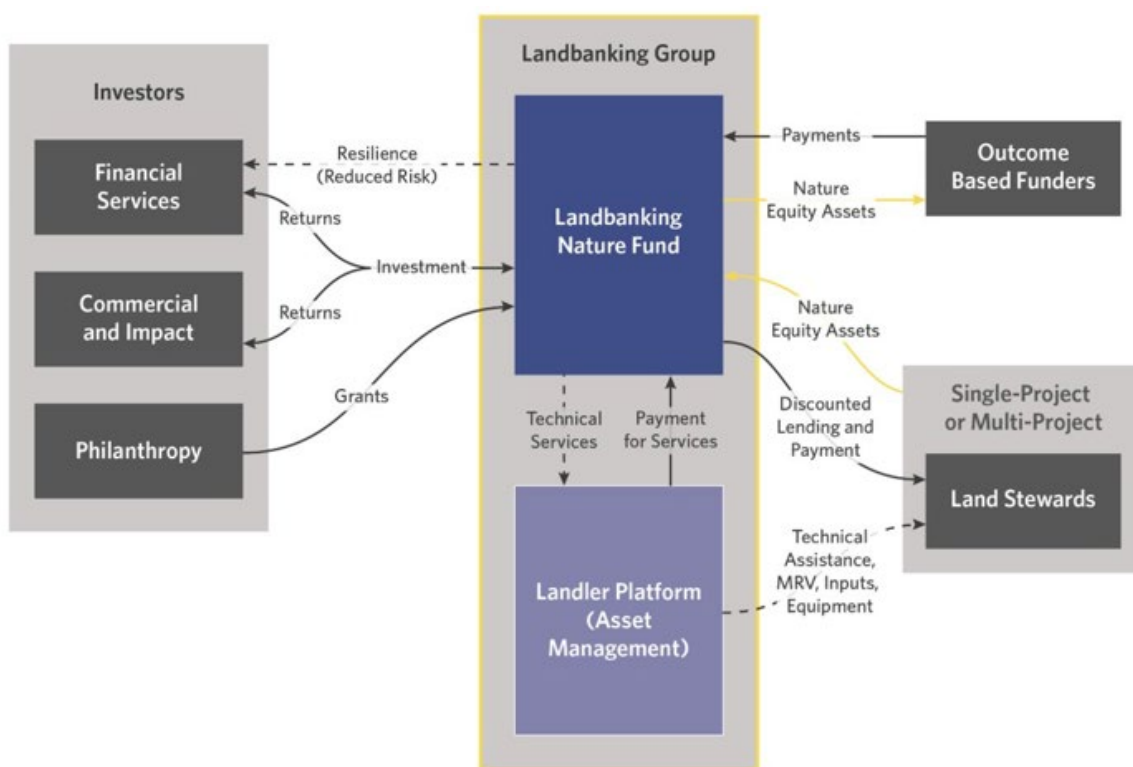 Investors
Financial
Services
Commercial
and Impact
Philanthropy
Resilience
(Reduced Risk)
Returns
Investment
Returns
Grants
Landbanking Group
Landbanking
Nature Fund
Technical
Services
Payment
for Services
Landler Platform
(Asset
Management)
Payments
Nature
Equity Assets
Outcome
Based Funders
Nature
Equity Assets
Discounted
Lending and
Payment
Single-Project
or Multi-Project
Land Stewards
Technical
Assistance,
MRV, Inputs,
Equipment